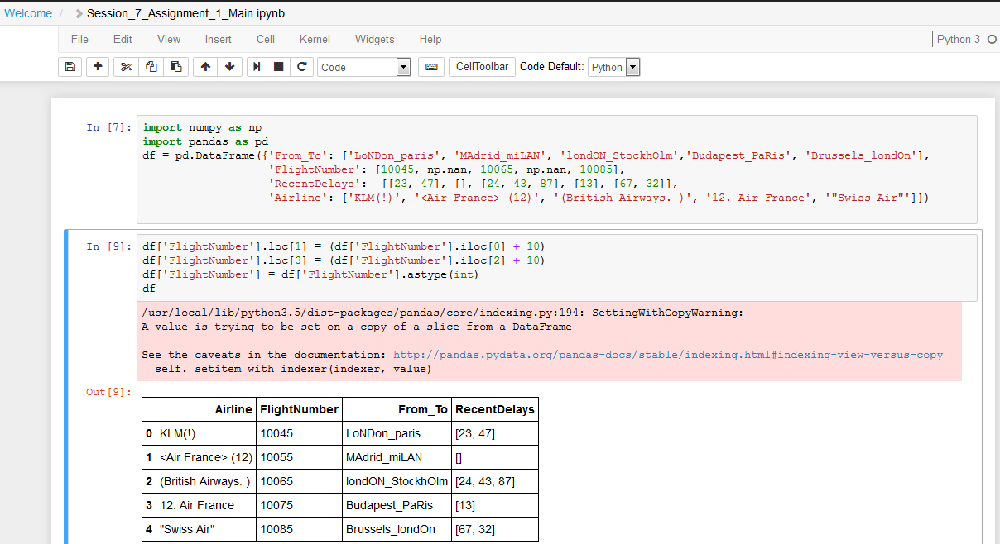 Welcome / Session_7_Assignment_1_Main.ipynb
File Edit View Insert Cell Kernel Widgets Help Python 3
Code CellToolbar Code Default: Python
In [7]: import numpy as np
import pandas as pd
df = pd.DataFrame({'From_To': ['LoNDon_paris', 'MAdrid_miLAN', 'londON_StockhOlm','Budapest_PaRis', 'Brussels_londOn'],
'FlightNumber': [10045, np.nan, 10065, np.nan, 10085],
'RecentDelays':  [[23, 47], [], [24, 43, 87], [13], [67, 32]],
'Airline': ['KLM(!)', '<Air France> (12)', '(British Airways. )', '12. Air France', '"Swiss Air"']})
In [9]: df['FlightNumber'].loc[1] = (df['FlightNumber'].iloc[0] + 10)
df['FlightNumber'].loc[3] = (df['FlightNumber'].iloc[2] + 10)
df['FlightNumber'] = df['FlightNumber'].astype(int)
df
/usr/local/lib/python3.5/dist-packages/pandas/core/indexing.py:194: SettingWithCopyWarning:
A value is trying to be set on a copy of a slice from a DataFrame
See the caveats in the documentation: http://pandas.pydata.org/pandas-docs/stable/indexing.html#indexing-view-versus-copy
self._setitem_with_indexer(indexer, value)
Out[9]:
Airline FlightNumber From_To RecentDelays
0 KLM(!) 10045 LoNDon_paris [23, 47]
1 <Air France> (12) 10055 MAdrid_miLAN []
2 (British Airways. ) 10065 londON_StockhOlm [24, 43, 87]
3 12. Air France 10075 Budapest_PaRis [13]
4 "Swiss Air" 10085 Brussels_londOn [67, 32]